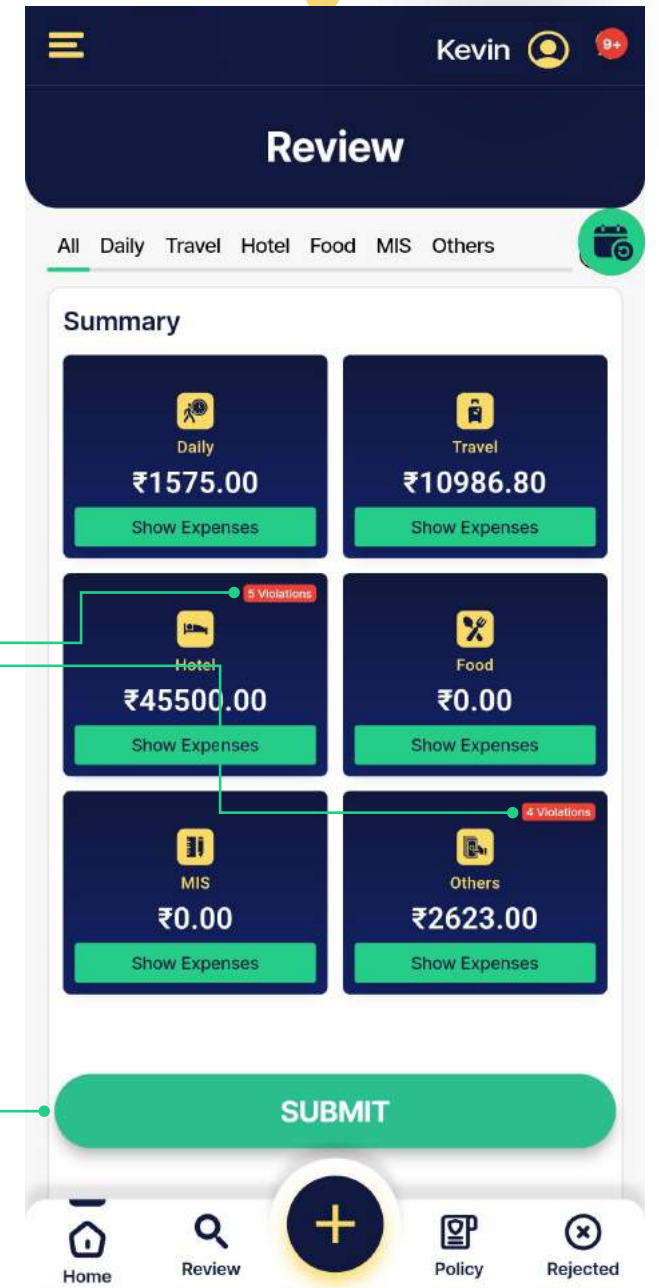 Kevin 9+
Review
All Daily Travel Hotel Food MIS Others
Summary
Daily
₹1575.00
Show Expenses
Travel
₹10986.80
Show Expenses
5 Violations
Hotel
₹45500.00
Show Expenses
Food
₹0.00
Show Expenses
MIS
₹0.00
Show Expenses
4 Violations
Others
₹2623.00
Show Expenses
SUBMIT
Home Review + Policy Rejected